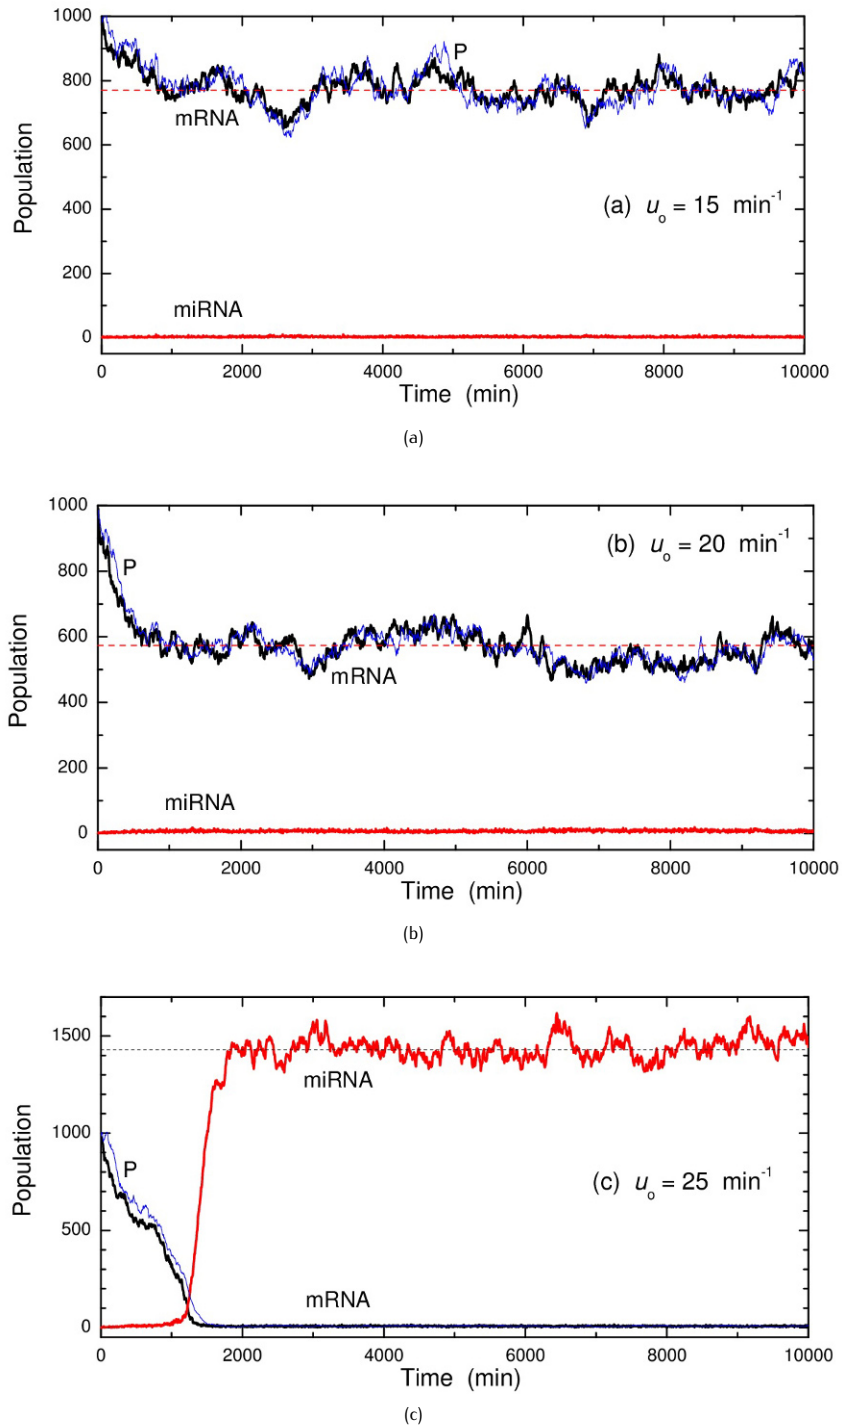 1000
800
600
400
200
0
Population
P
mRNA
(a) uₒ = 15 min⁻¹
miRNA
0 2000 4000 6000 8000 10000
Time (min)
(a)
1000
800
600
400
200
0
Population
(b) uₒ = 20 min⁻¹
P
mRNA
miRNA
0 2000 4000 6000 8000 10000
Time (min)
(b)
1500
1000
500
0
Population
miRNA
P
(c) uₒ = 25 min⁻¹
mRNA
0 2000 4000 6000 8000 10000
Time (min)
(c)